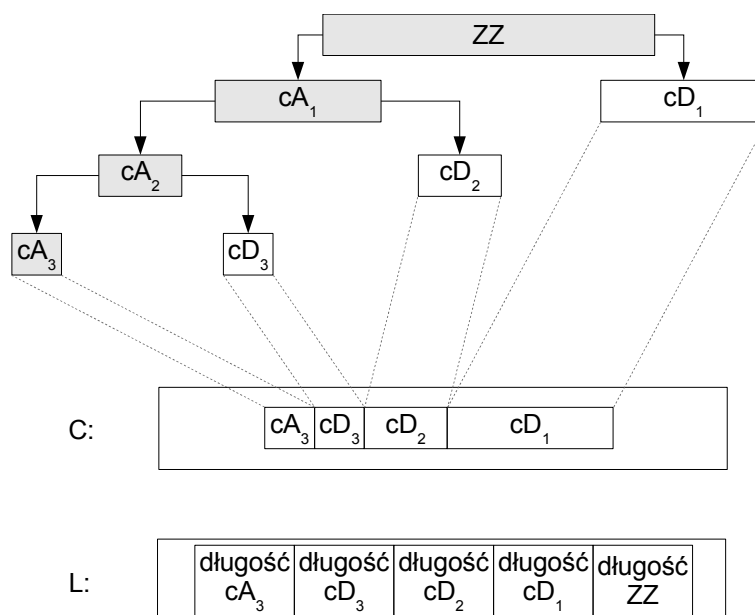 ZZ
cA₁
cD₁
cA₂
cD₂
cA₃
cD₃
C:
cA₃ cD₃ cD₂ cD₁
L:
długość długość długość długość długość
cA₃ cD₃ cD₂ cD₁ ZZ